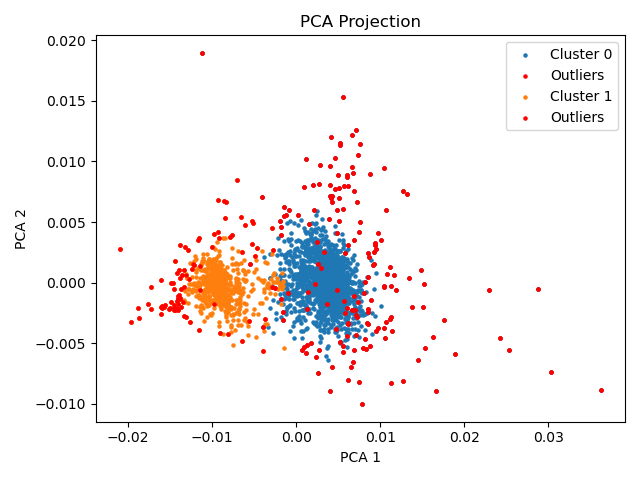 PCA Projection
Cluster 0
Outliers
Cluster 1
Outliers
0.020
0.015
0.010
0.005
0.000
−0.005
−0.010
PCA 2
−0.02
−0.01
0.00
0.01
0.02
0.03
PCA 1